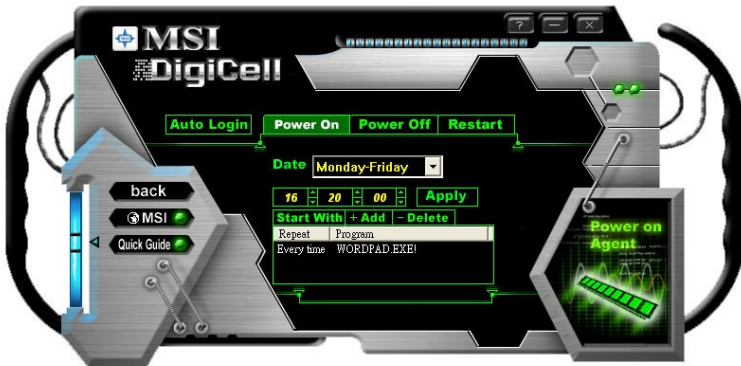 MSI
DigiCell
? — ×
Auto Login Power On Power Off Restart
Date Monday-Friday
16 20 00 Apply
Start With + Add - Delete
Repeat Program
Every time WORDPAD.EXE!
back
MSI
Quick Guide
Power on
Agent